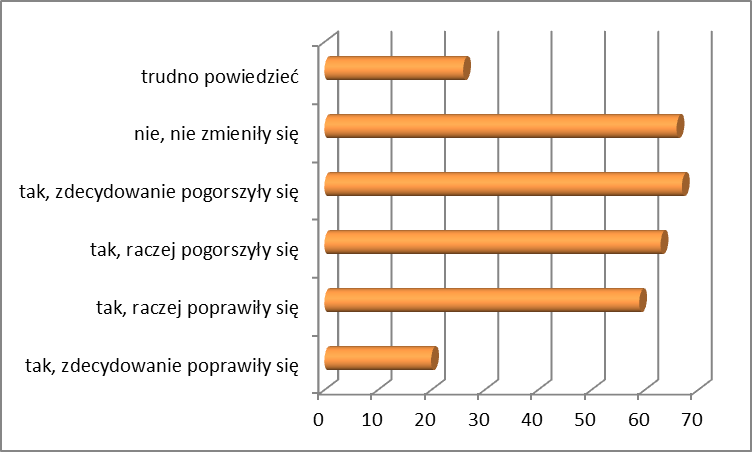 trudno powiedzieć
nie, nie zmieniły się
tak, zdecydowanie pogorszyły się
tak, raczej pogorszyły się
tak, raczej poprawiły się
tak, zdecydowanie poprawiły się
0 10 20 30 40 50 60 70